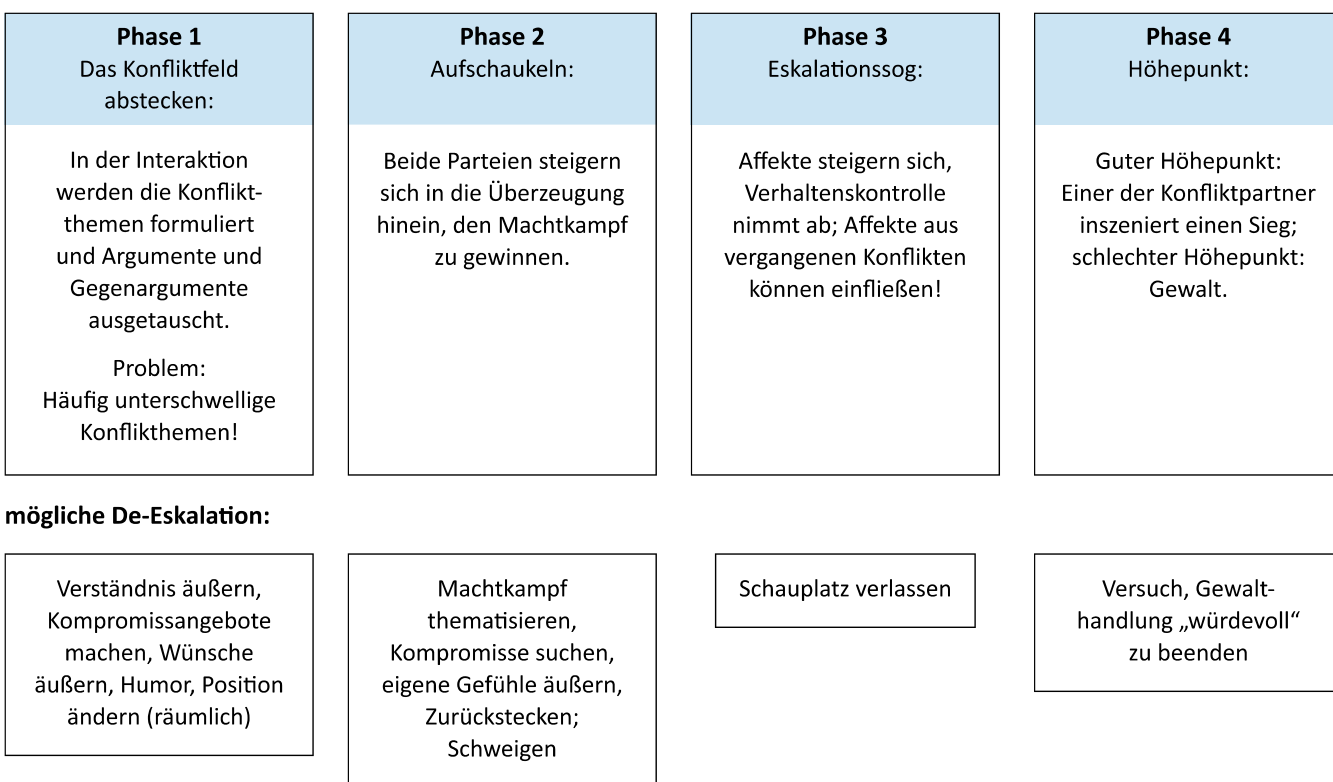 Phase 1
Das Konfliktfeld
abstecken:
In der Interaktion
werden die Konflikt-
themen formuliert
und Argumente und
Gegenargumente
ausgetauscht.
Problem:
Häufig unterschwellige
Konflikthemen!
Phase 2
Aufschaukeln:
Beide Parteien steigern
sich in die Überzeugung
hinein, den Machtkampf
zu gewinnen.
Phase 3
Eskalationssog:
Affekte steigern sich,
Verhaltenskontrolle
nimmt ab; Affekte aus
vergangenen Konflikten
können einfließen!
Phase 4
Höhepunkt:
Guter Höhepunkt:
Einer der Konfliktpartner
inszeniert einen Sieg;
schlechter Höhepunkt:
Gewalt.
mögliche De-Eskalation:
Verständnis äußern,
Kompromissangebote
machen, Wünsche
äußern, Humor, Position
ändern (räumlich)
Machtkampf
thematisieren,
Kompromisse suchen,
eigene Gefühle äußern,
Zurückstecken;
Schweigen
Schauplatz verlassen
Versuch, Gewalt-
handlung „würdevoll“
zu beenden